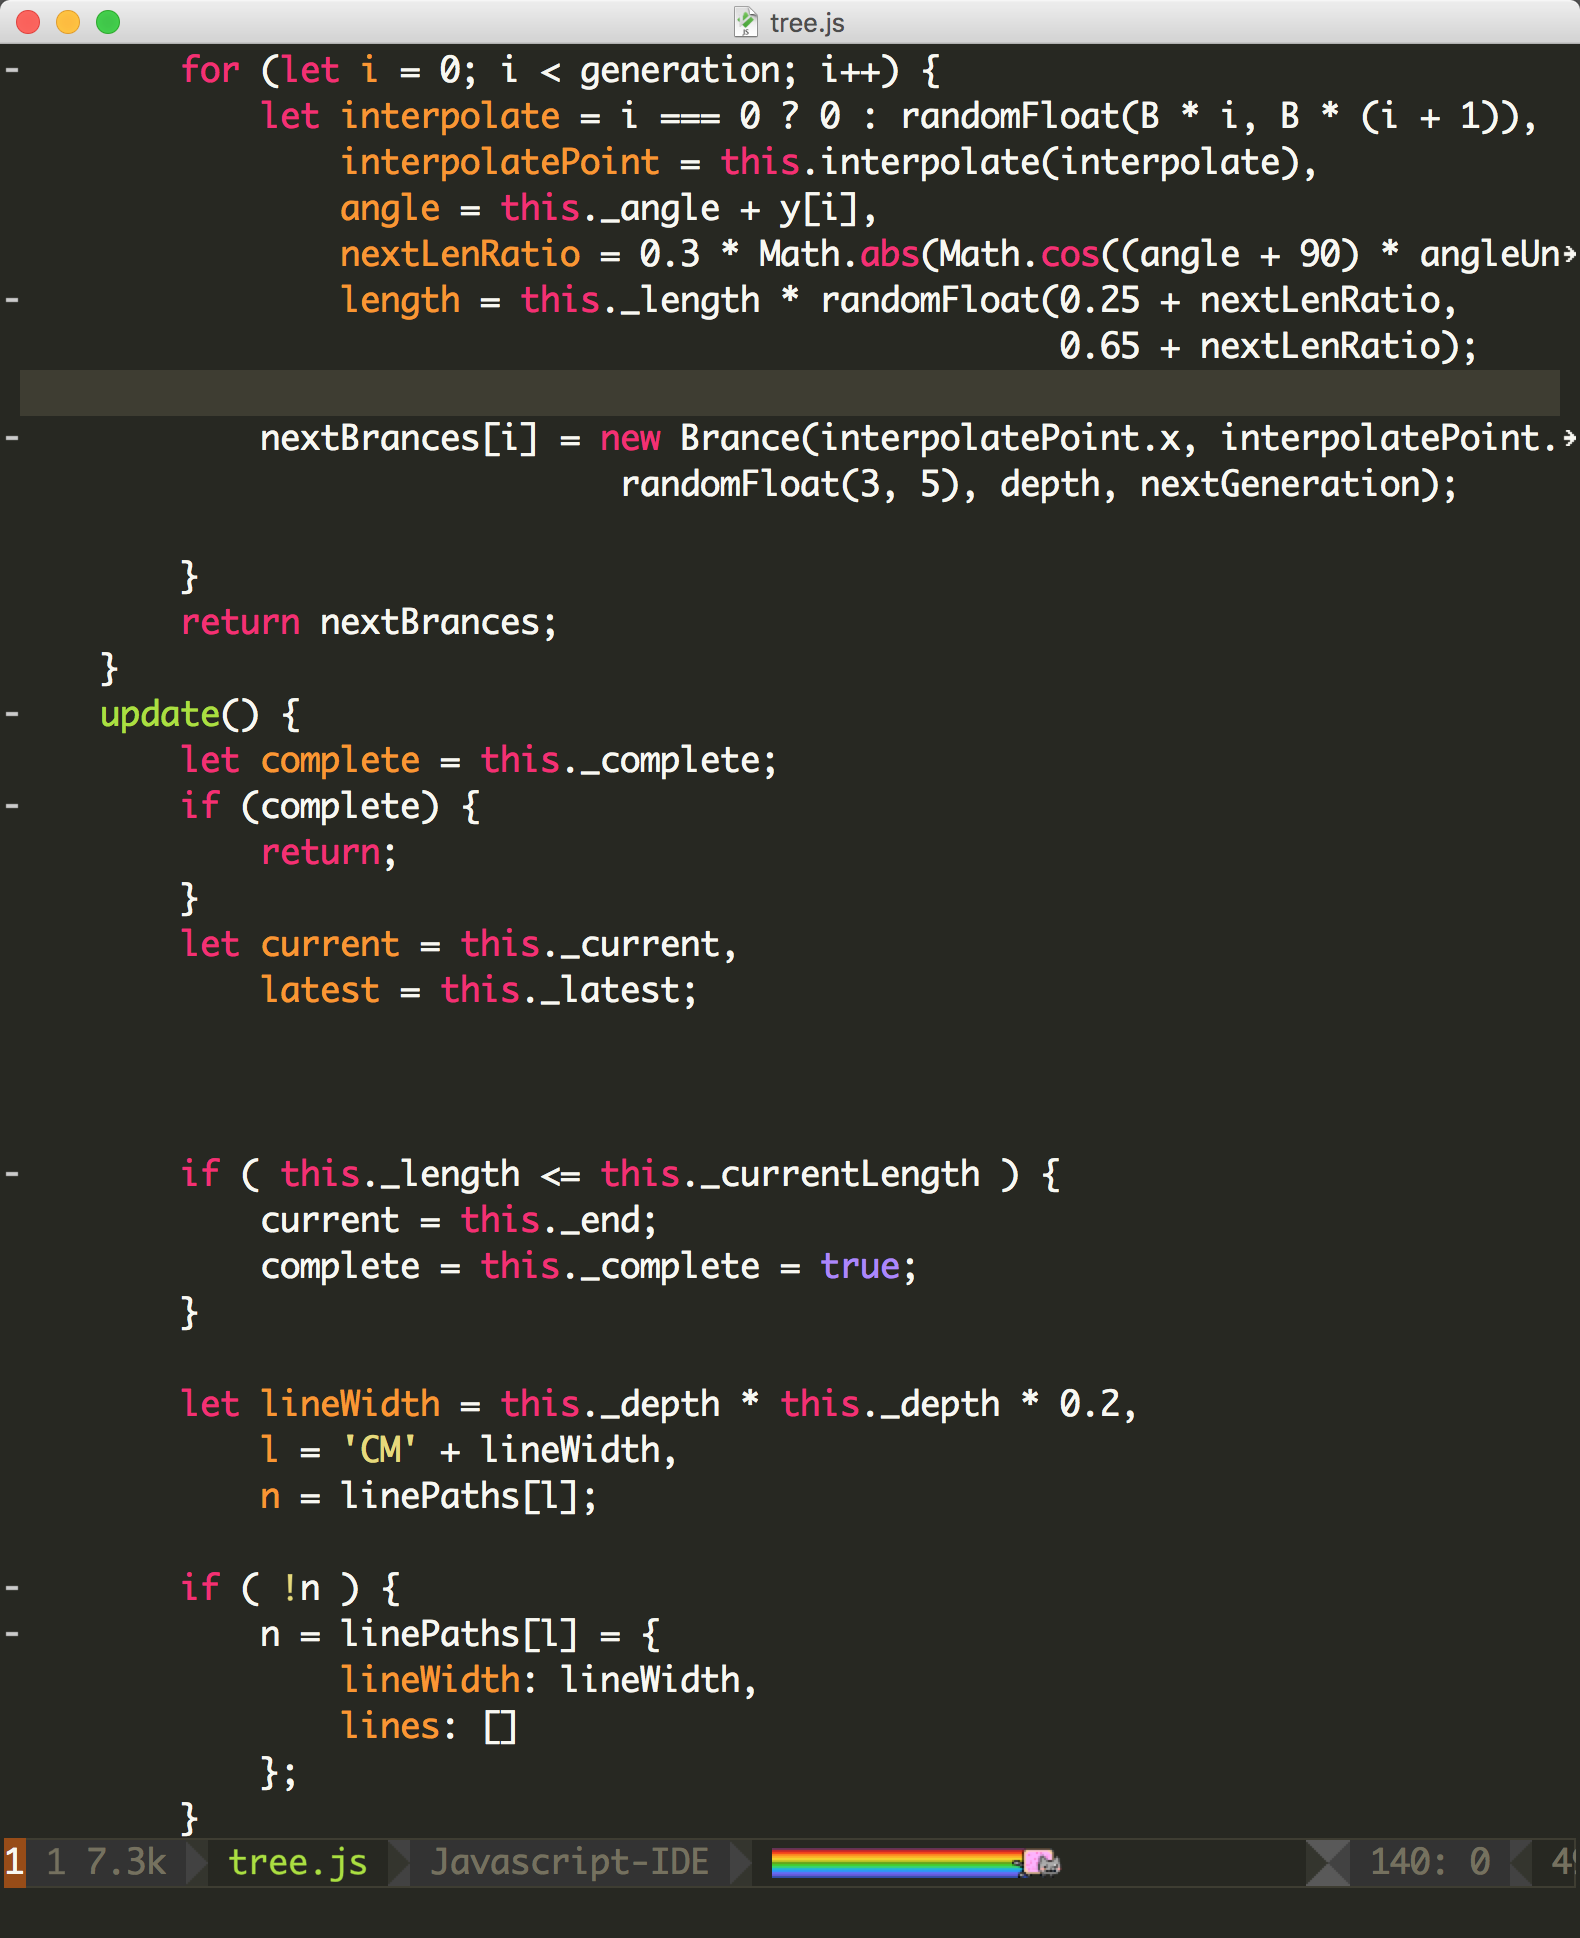 tree.js
for (let i = 0; i < generation; i++) {
let interpolate = i === 0 ? 0 : randomFloat(B * i, B * (i + 1)),
interpolatePoint = this.interpolate(interpolate),
angle = this._angle + y[i],
nextLenRatio = 0.3 * Math.abs(Math.cos((angle + 90) * angleUn
length = this._length * randomFloat(0.25 + nextLenRatio,
0.65 + nextLenRatio);
nextBrances[i] = new Brance(interpolatePoint.x, interpolatePoint.
randomFloat(3, 5), depth, nextGeneration);
}
return nextBrances;
}
update() {
let complete = this._complete;
if (complete) {
return;
}
let current = this._current,
latest = this._latest;
if ( this._length <= this._currentLength ) {
current = this._end;
complete = this._complete = true;
}
let lineWidth = this._depth * this._depth * 0.2,
l = 'CM' + lineWidth,
n = linePaths[l];
if ( !n ) {
n = linePaths[l] = {
lineWidth: lineWidth,
lines: []
};
}
1 1 7.3k tree.js Javascript-IDE 140: 0